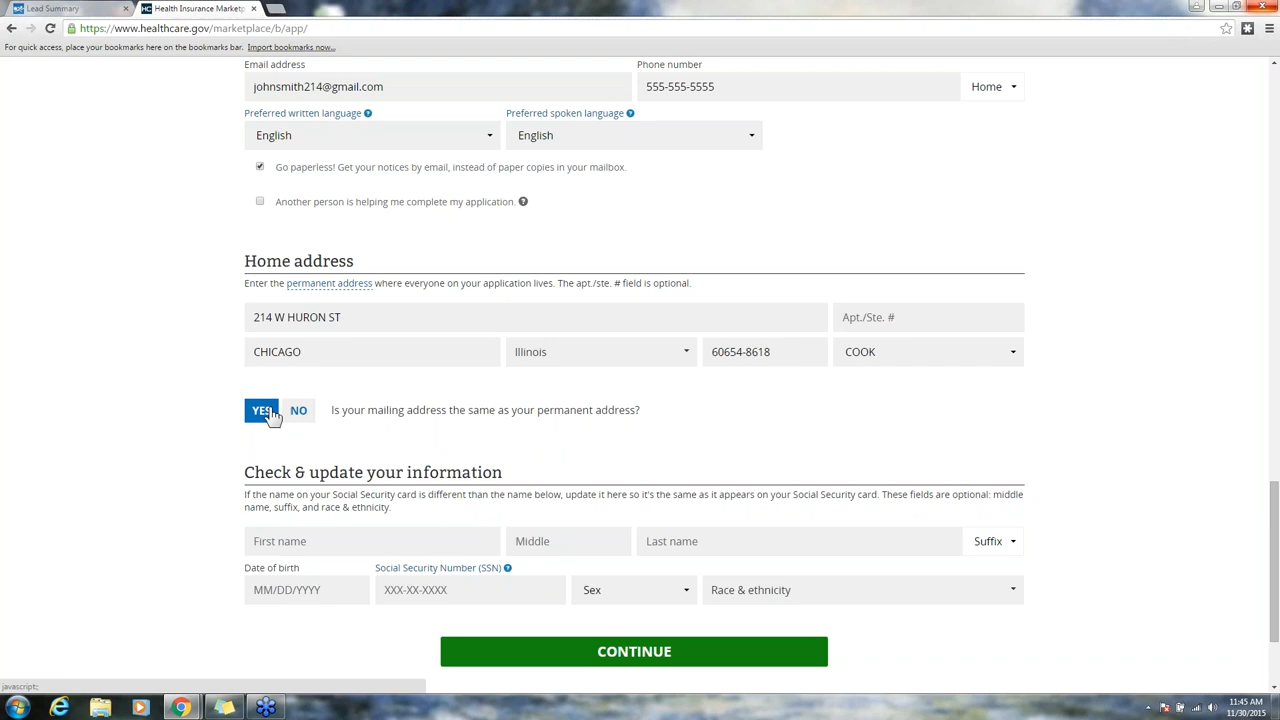 Lead Summary
Health Insurance Marketp
https://www.healthcare.gov/marketplace/b/app/
For quick access, place your bookmarks here on the bookmarks bar. Import bookmarks now...
Email address
Phone number
johnsmith214@gmail.com
555-555-5555
Home
Preferred written language
Preferred spoken language
English
English
Go paperless! Get your notices by email, instead of paper copies in your mailbox.
Another person is helping me complete my application.
Home address
Enter the permanent address where everyone on your application lives. The apt./ste. # field is optional.
214 W HURON ST
Apt./Ste. #
CHICAGO
Illinois
60654-8618
COOK
YES
NO
Is your mailing address the same as your permanent address?
Check & update your information
If the name on your Social Security card is different than the name below, update it here so it's the same as it appears on your Social Security card. These fields are optional: middle
name, suffix, and race & ethnicity.
First name
Middle
Last name
Suffix
Date of birth
Social Security Number (SSN)
MM/DD/YYYY
XXX-XX-XXXX
Sex
Race & ethnicity
CONTINUE
javascript:;
11:45 AM
11/30/2015